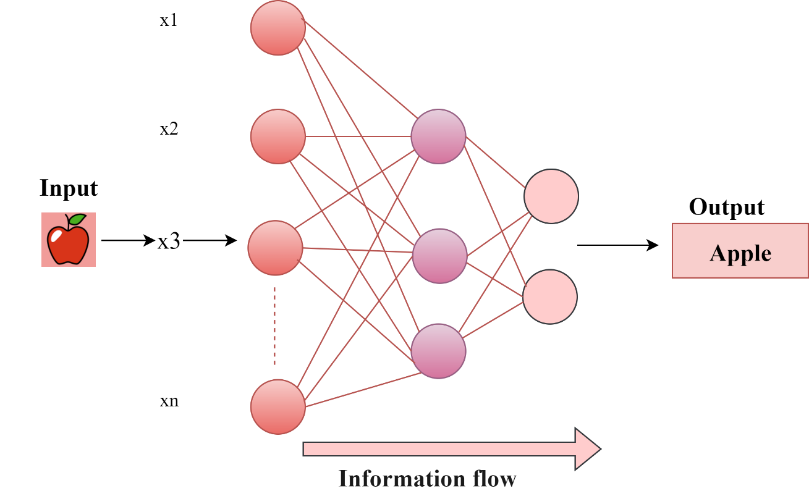 x1
x2
Input
x3
Output
Apple
xn
Information flow